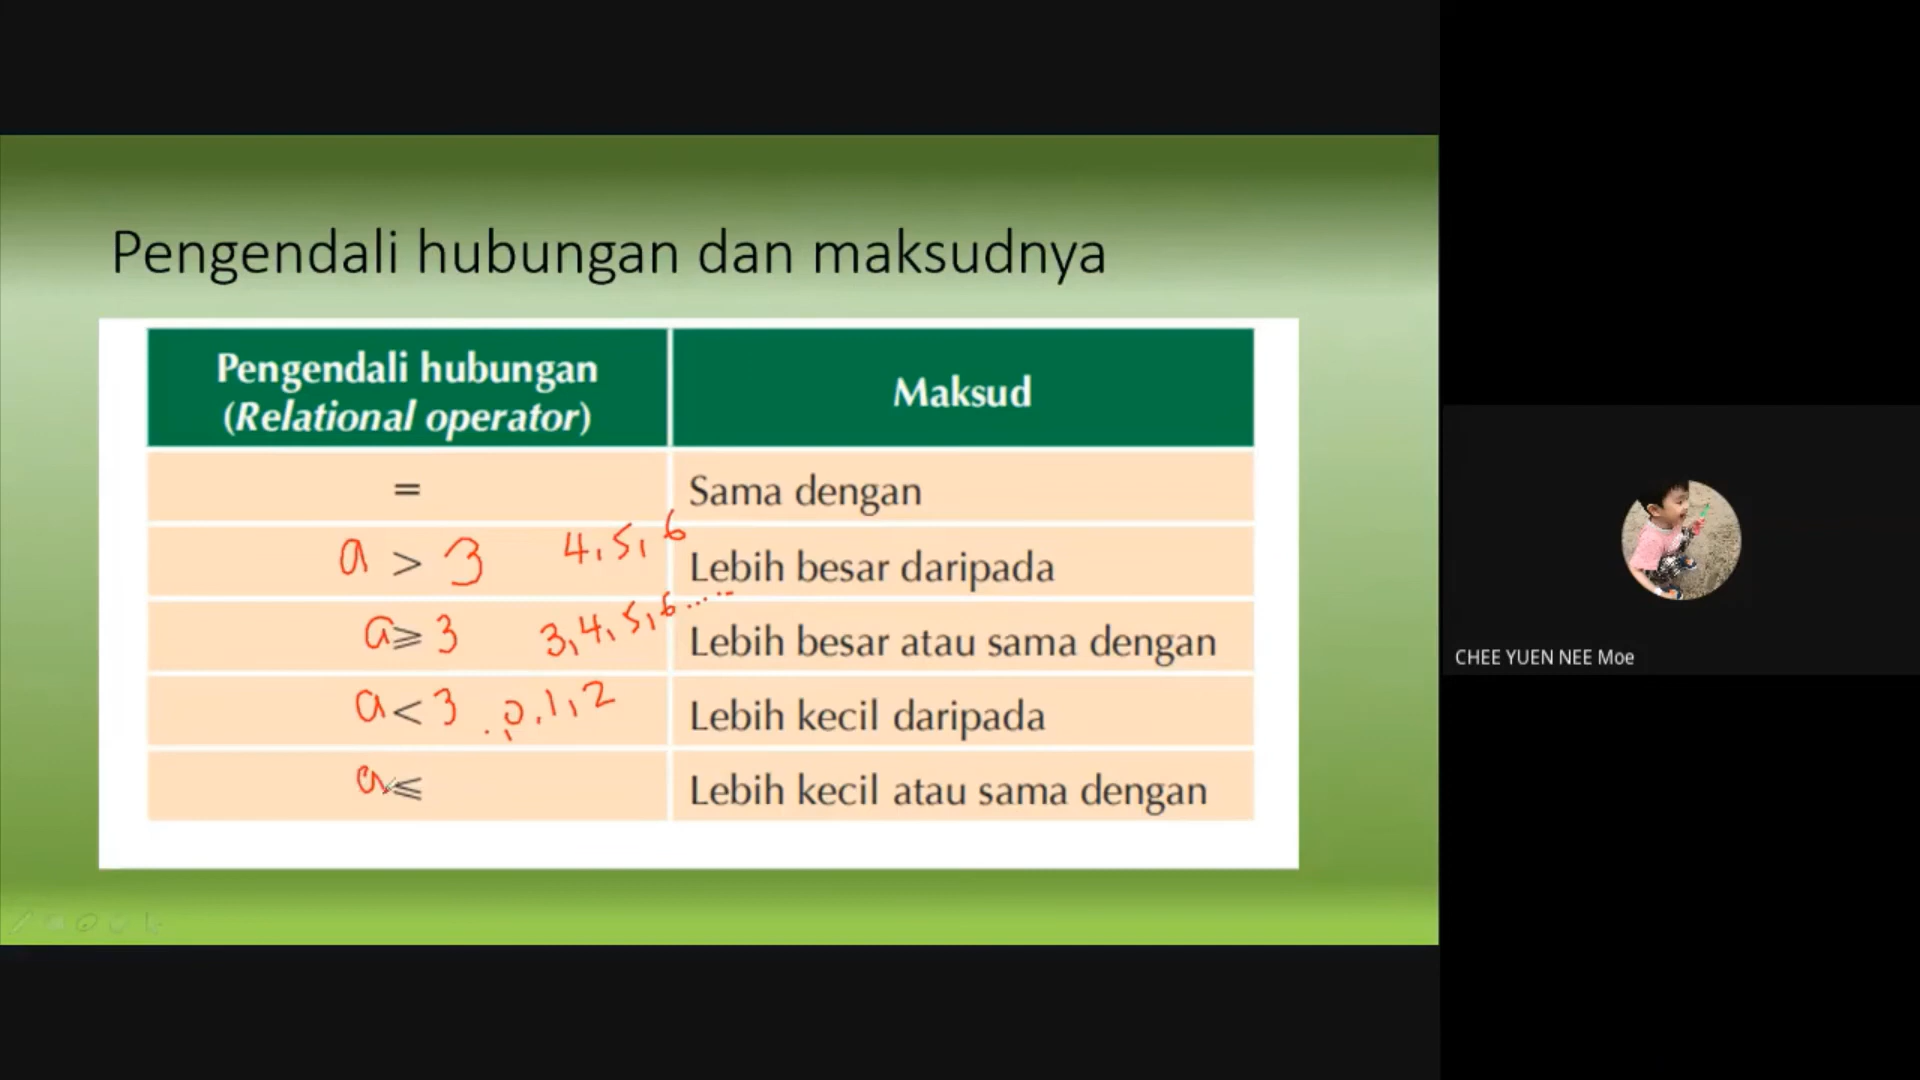 Pengendali hubungan dan maksudnya
Pengendali hubungan
(Relational operator)
Maksud
=
Sama dengan
a > 3 4, 5, 6
Lebih besar daripada
a ⩾ 3 3, 4, 5, 6.....
Lebih besar atau sama dengan
a < 3 . , 0, 1, 2
Lebih kecil daripada
a ⩽
Lebih kecil atau sama dengan
CHEE YUEN NEE Moe